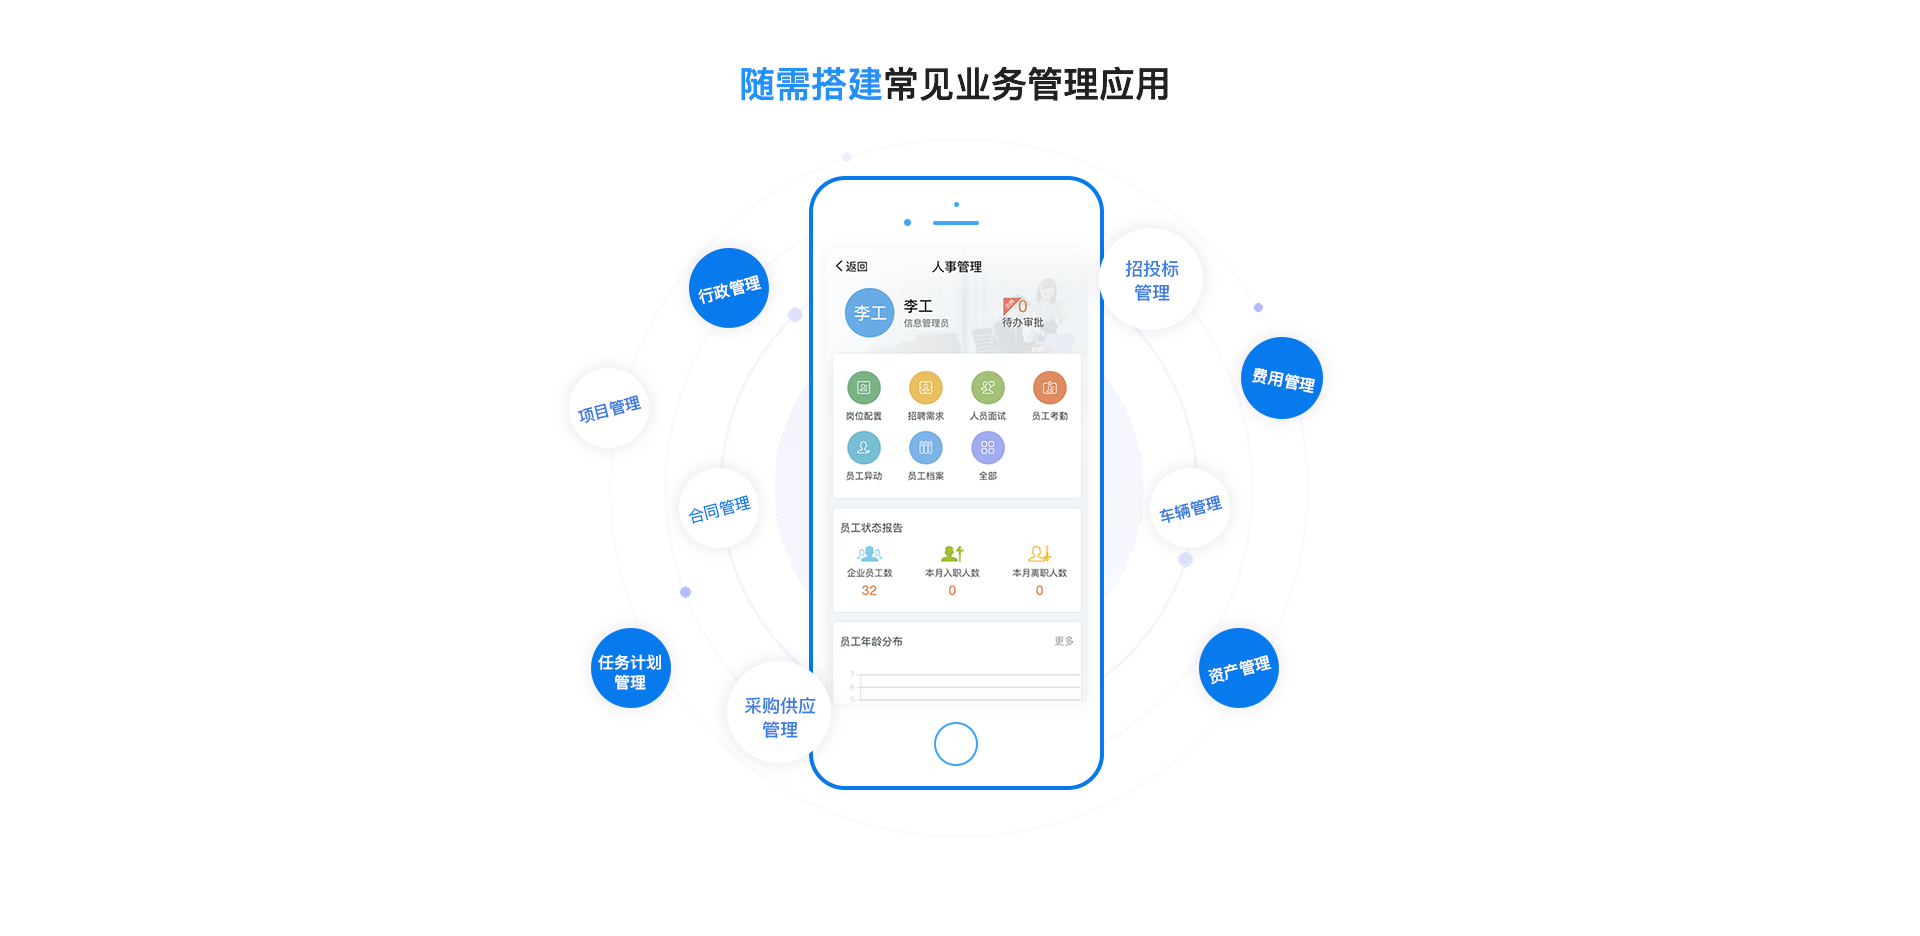 随需搭建常见业务管理应用
行政管理
项目管理
合同管理
任务计划
管理
采购供应
管理
招投标
管理
费用管理
车辆管理
资产管理
返回
人事管理
李工
李工
信息管理员
0
待办审批
岗位配置
招聘需求
人员面试
员工考勤
员工异动
员工档案
全部
员工状态报告
企业员工数
本月入职人数
本月离职人数
32
0
0
员工年龄分布
更多
7
6
5